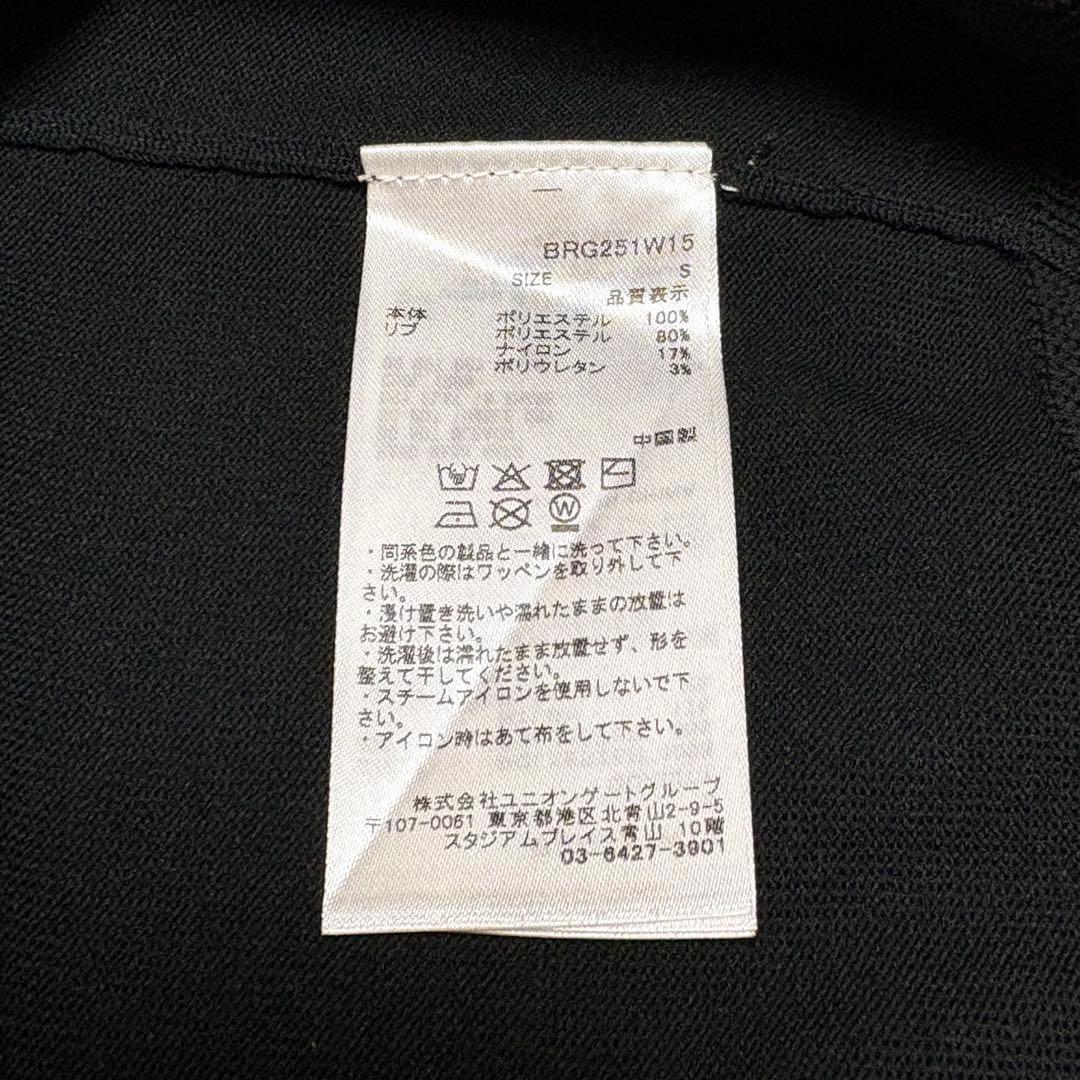 BRG251W15
SIZE S
品質表示
本体 ポリエステル 100%
リブ ポリエステル 80%
ナイロン 17%
ポリウレタン 3%
中国製
W
・同系色の製品と一緒に洗って下さい。
・洗濯の際はワッペンを取り外して下
さい。
・浸け置き洗いや濡れたままの放置は
お避け下さい。
・洗濯後は濡れたまま放置せず、形を
整えて干してください。
・スチームアイロンを使用しないで下
さい。
・アイロン時はあて布をして下さい。
株式会社ユニオンゲートグループ
〒107-0061 東京都港区北青山2-9-5
スタジアムプレイス青山 10階
03-6427-3901